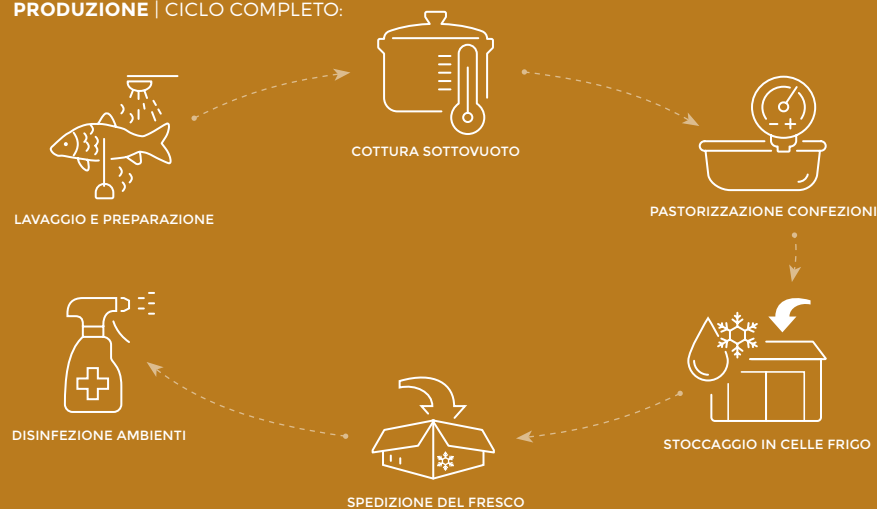 PRODUZIONE | CICLO COMPLETO:
COTTURA SOTTOVUOTO
LAVAGGIO E PREPARAZIONE
PASTORIZZAZIONE CONFEZIONI
DISINFEZIONE AMBIENTI
STOCCAGGIO IN CELLE FRIGO
SPEDIZIONE DEL FRESCO